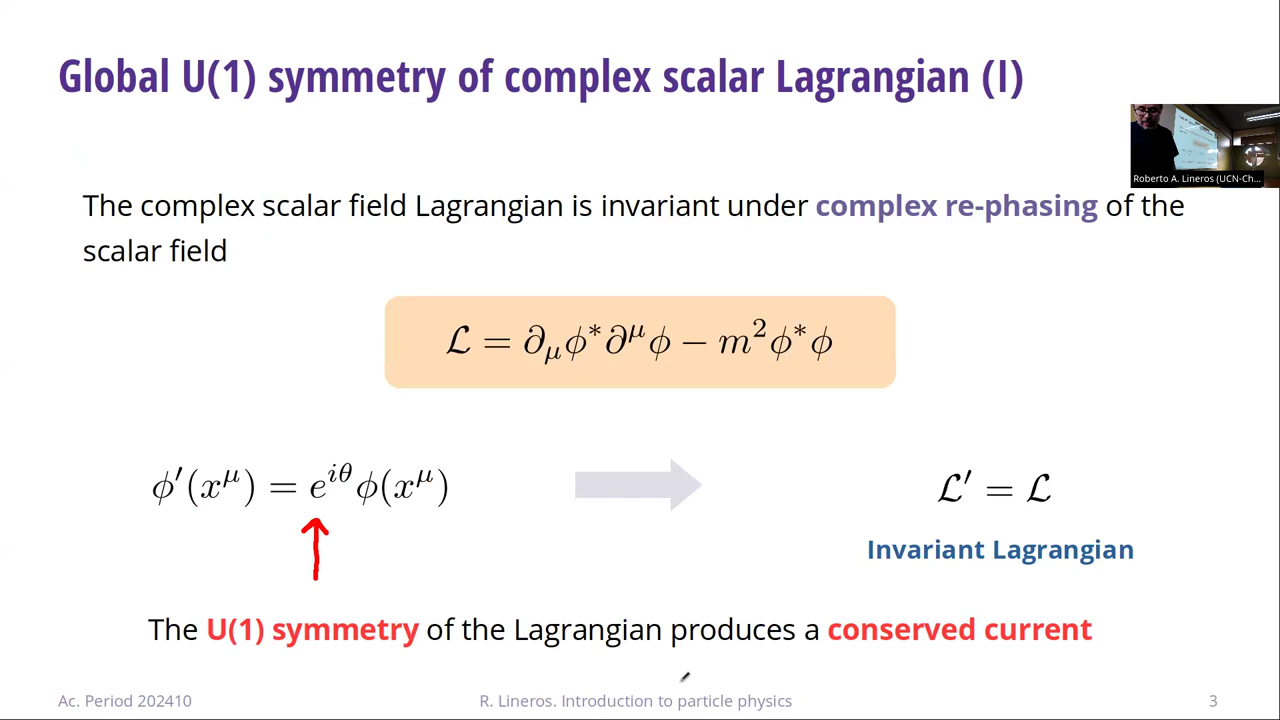 Global U(1) symmetry of complex scalar Lagrangian (I)
Roberto A. Lineros (UCN-Ch...
The complex scalar field Lagrangian is invariant under complex re-phasing of the
scalar field
ℒ = ∂_μϕ*∂^μϕ − m²ϕ*ϕ
ϕ′(x^μ) = e^{iθ}ϕ(x^μ)
ℒ′ = ℒ
Invariant Lagrangian
The U(1) symmetry of the Lagrangian produces a conserved current
Ac. Period 202410
R. Lineros. Introduction to particle physics
3